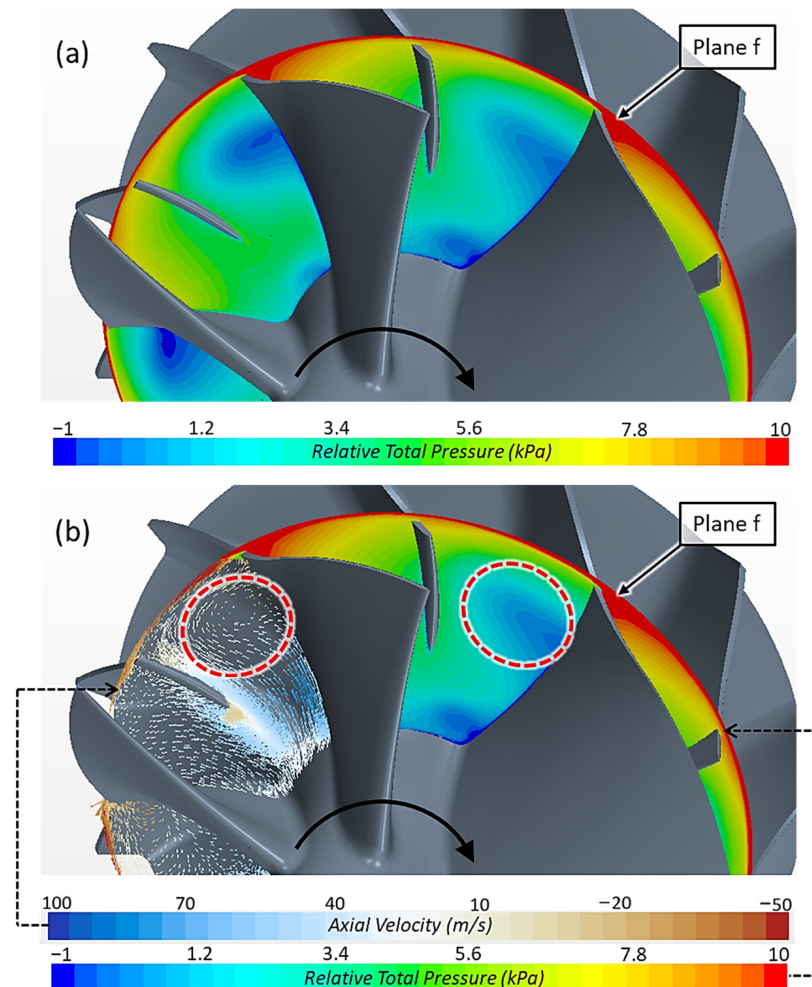 (a)
Plane f
−1 1.2 3.4 5.6 7.8 10
Relative Total Pressure (kPa)
(b)
Plane f
100 70 40 10 −20 −50
Axial Velocity (m/s)
−1 1.2 3.4 5.6 7.8 10
Relative Total Pressure (kPa)